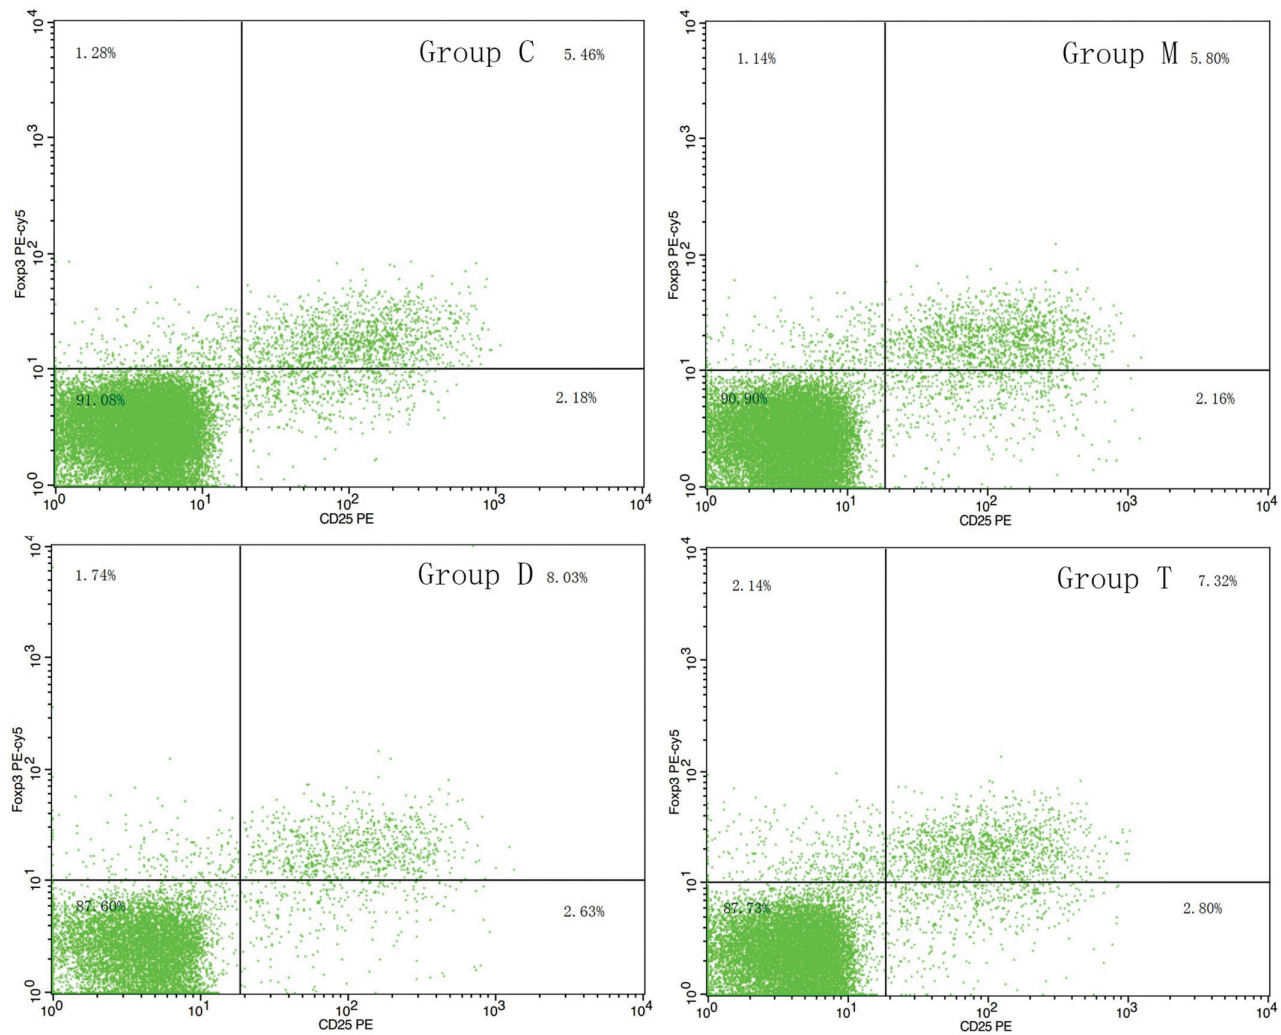 Group C
1.28%
5.46%
91.08%
2.18%
10^4
10^3
10^2
10^1
10^0
Foxp3 PE-cy5
10^0 10^1 10^2 10^3 10^4
CD25 PE
Group M
1.14%
5.80%
90.90%
2.16%
10^4
10^3
10^2
10^1
10^0
Foxp3 PE-cy5
10^0 10^1 10^2 10^3 10^4
CD25 PE
Group D
1.74%
8.03%
87.60%
2.63%
10^4
10^3
10^2
10^1
10^0
Foxp3 PE-cy5
10^0 10^1 10^2 10^3 10^4
CD25 PE
Group T
2.14%
7.32%
87.73%
2.80%
10^4
10^3
10^2
10^1
10^0
Foxp3 PE-cy5
10^0 10^1 10^2 10^3 10^4
CD25 PE